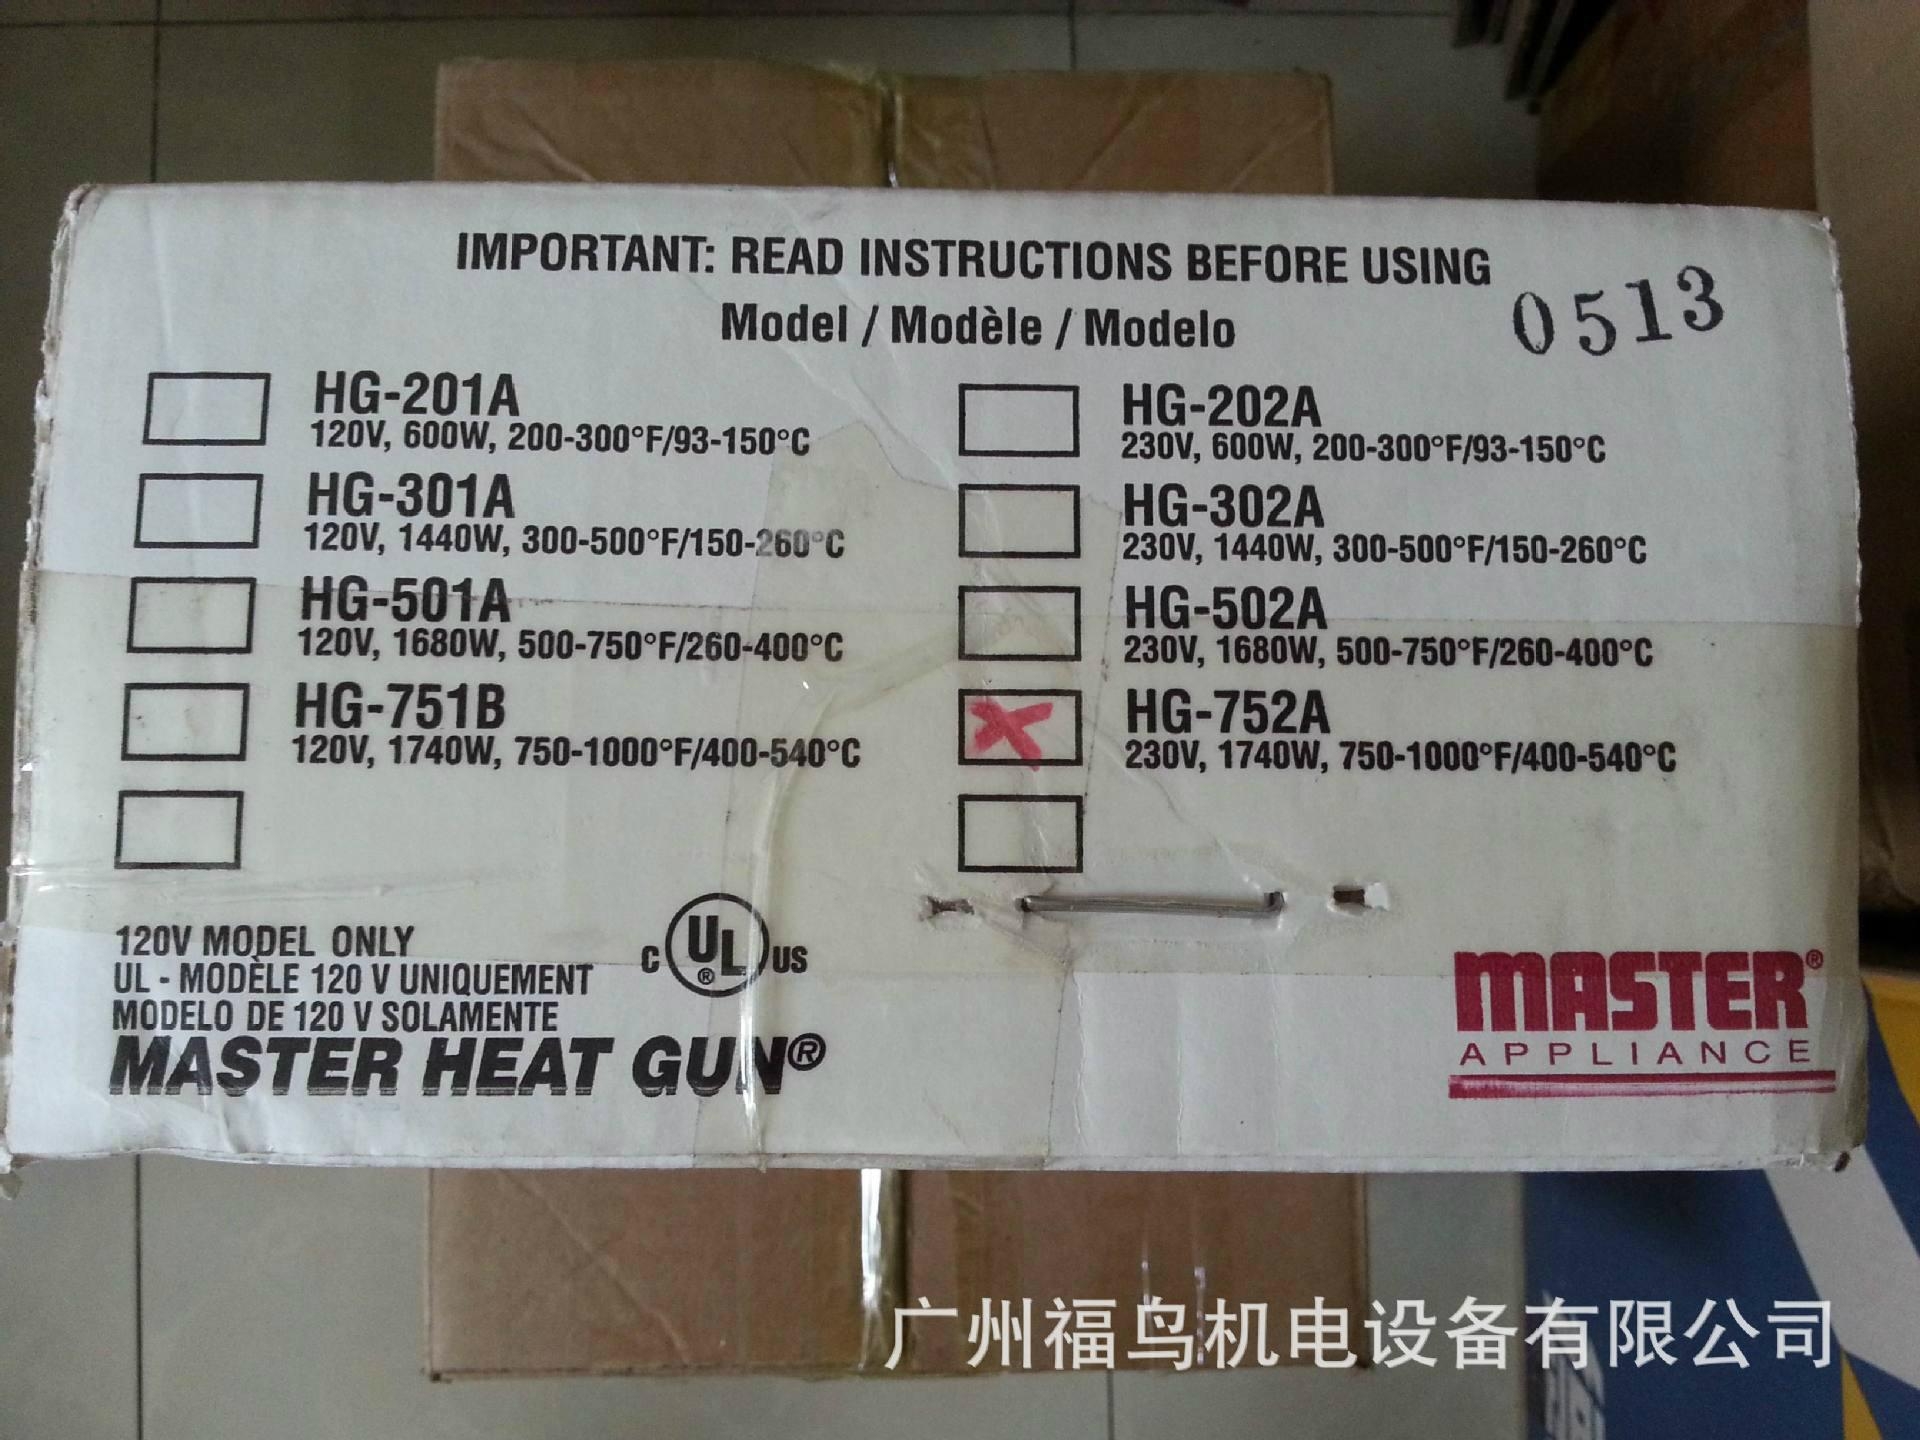 IMPORTANT: READ INSTRUCTIONS BEFORE USING
Model / Modèle / Modelo
0513
HG-201A
120V, 600W, 200-300°F/93-150°C
HG-301A
120V, 1440W, 300-500°F/150-260°C
HG-501A
120V, 1680W, 500-750°F/260-400°C
HG-751B
120V, 1740W, 750-1000°F/400-540°C
HG-202A
230V, 600W, 200-300°F/93-150°C
HG-302A
230V, 1440W, 300-500°F/150-260°C
HG-502A
230V, 1680W, 500-750°F/260-400°C
HG-752A
230V, 1740W, 750-1000°F/400-540°C
120V MODEL ONLY
UL - MODÈLE 120 V UNIQUEMENT
MODELO DE 120 V SOLAMENTE
C UL® US
MASTER HEAT GUN®
MASTER®
APPLIANCE
广州福鸟机电设备有限公司